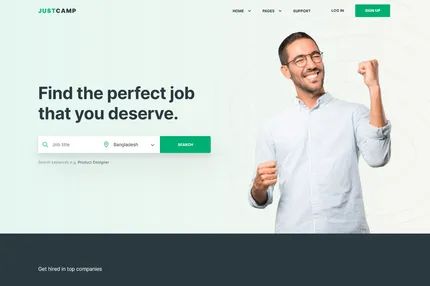 JUSTCAMP
HOME PAGES SUPPORT LOG IN SIGN UP
Find the perfect job
that you deserve.
Job title Bangladesh SEARCH
Search keywords e.g. Product Designer
Get hired in top companies